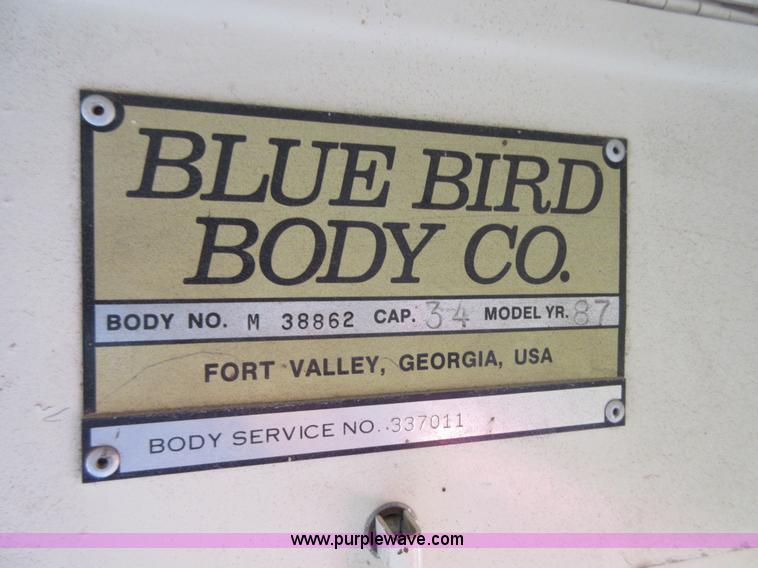 BLUE BIRD
BODY CO.
BODY NO. M 38862 CAP. 34 MODEL YR. 87
FORT VALLEY, GEORGIA, USA
BODY SERVICE NO. 337011
www.purplewave.com